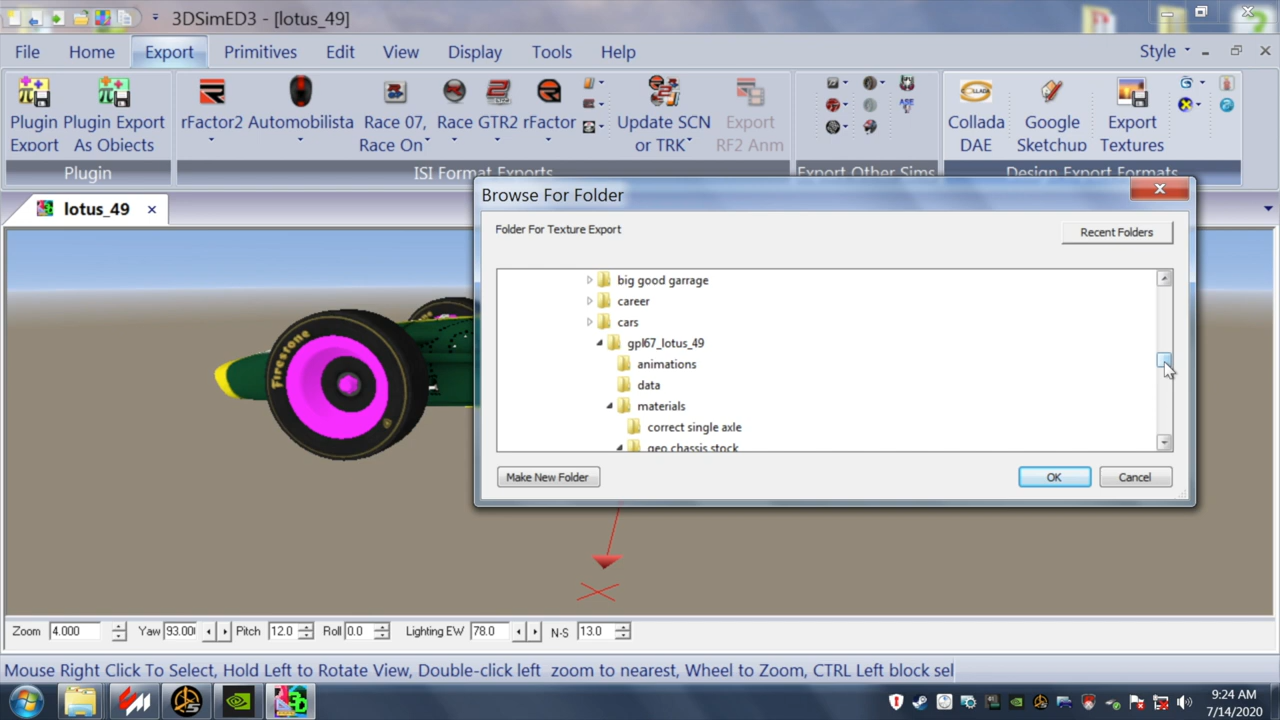 3DSimED3 - [lotus_49]
File Home Export Primitives Edit View Display Tools Help Style
Plugin Export
Plugin Export As Objects
rFactor2
Automobilista
Race 07, Race On
Race
GTR2
rFactor
Update SCN or TRK
Export RF2 Anm
Collada DAE
Google Sketchup
Export Textures
Plugin ISI Format Exports Export Other Sims Design Export Formats
lotus_49
Browse For Folder
Folder For Texture Export
Recent Folders
big good garrage
career
cars
gpl67_lotus_49
animations
data
materials
correct single axle
geo chassis stock
Make New Folder OK Cancel
Firestone
Zoom 4.000 Yaw 93.00 Pitch 12.0 Roll 0.0 Lighting EW 78.0 N-S 13.0
Mouse Right Click To Select, Hold Left to Rotate View, Double-click left zoom to nearest, Wheel to Zoom, CTRL Left block sel
9:24 AM
7/14/2020